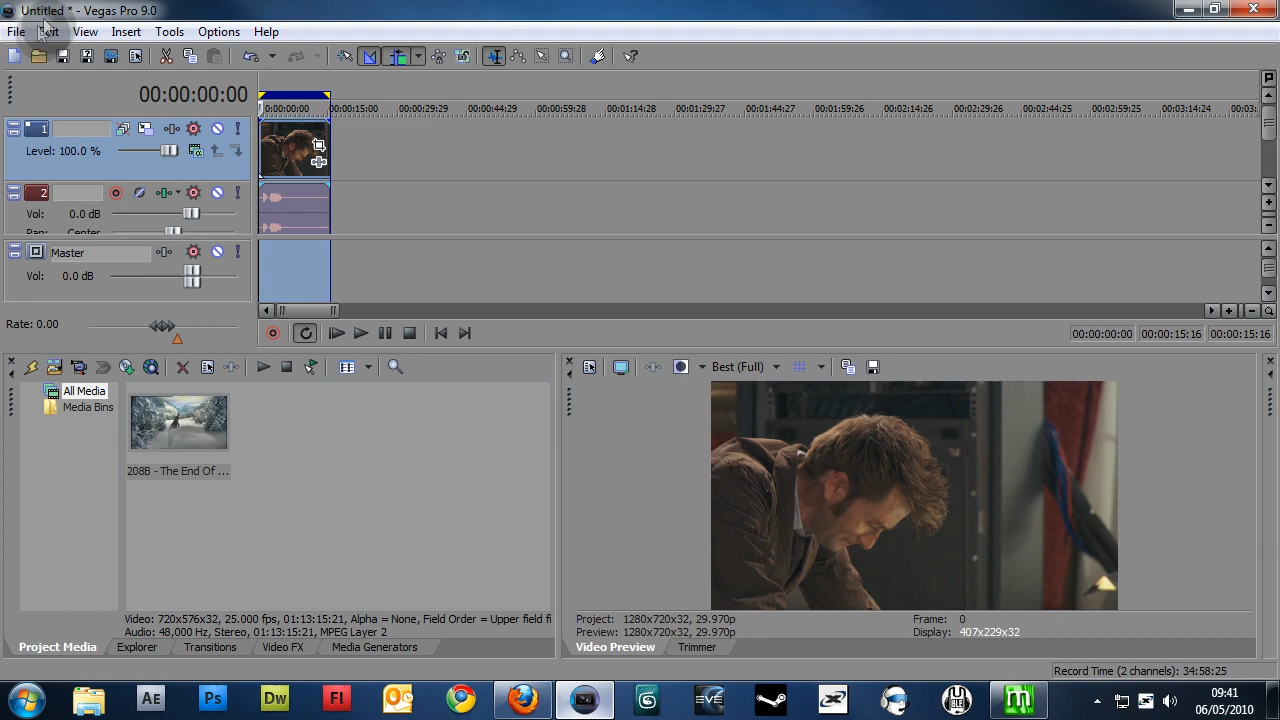 Untitled * - Vegas Pro 9.0
File Edit View Insert Tools Options Help
00:00:00:00
0:00:00:00 00:00:15:00 00:00:29:29 00:00:44:29 00:00:59:28 00:01:14:28 00:01:29:27 00:01:44:27 00:01:59:26 00:02:14:26 00:02:29:26 00:02:44:25 00:02:59:25 00:03:14:24 00:03:
1
Level: 100.0 %
2
Vol: 0.0 dB
Pan: Center
Master
Vol: 0.0 dB
Rate: 0.00
00:00:00:00 00:00:15:16 00:00:15:16
Best (Full)
All Media
Media Bins
208B - The End Of ...
Video: 720x576x32, 25.000 fps, 01:13:15:21, Alpha = None, Field Order = Upper field fi
Audio: 48,000 Hz, Stereo, 01:13:15:21, MPEG Layer 2
Project: 1280x720x32, 29.970p Frame: 0
Preview: 1280x720x32, 29.970p Display: 407x229x32
Project Media Explorer Transitions Video FX Media Generators
Video Preview Trimmer
Record Time (2 channels): 34:58:25
AE Ps Dw Fl
09:41
06/05/2010